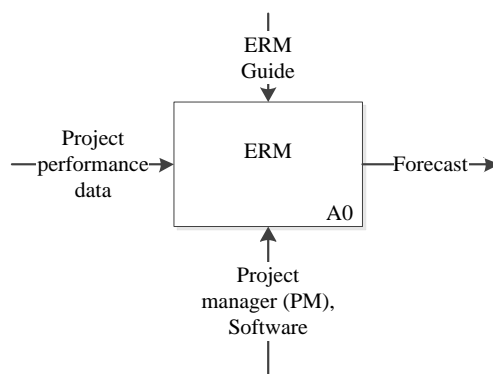 ERM
Guide
Project
performance
data
ERM
Forecast
A0
Project
manager (PM),
Software